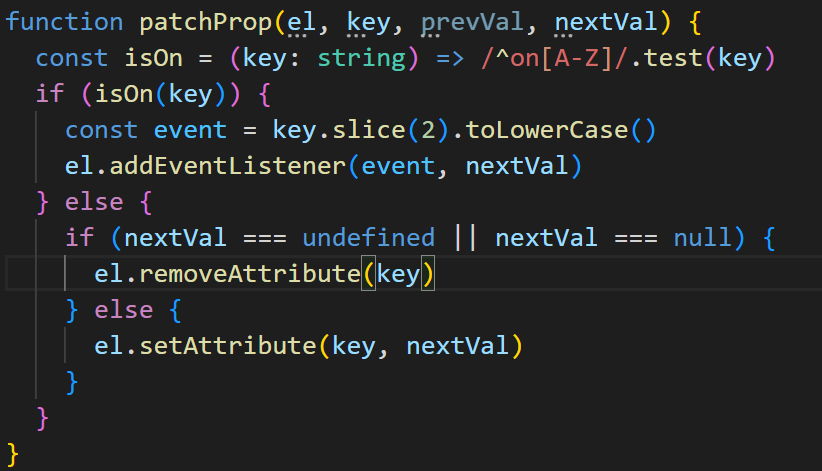 function patchProp(el, key, prevVal, nextVal) {
  const isOn = (key: string) => /^on[A-Z]/.test(key)
  if (isOn(key)) {
    const event = key.slice(2).toLowerCase()
    el.addEventListener(event, nextVal)
  } else {
    if (nextVal === undefined || nextVal === null) {
      el.removeAttribute(key)
    } else {
      el.setAttribute(key, nextVal)
    }
  }
}